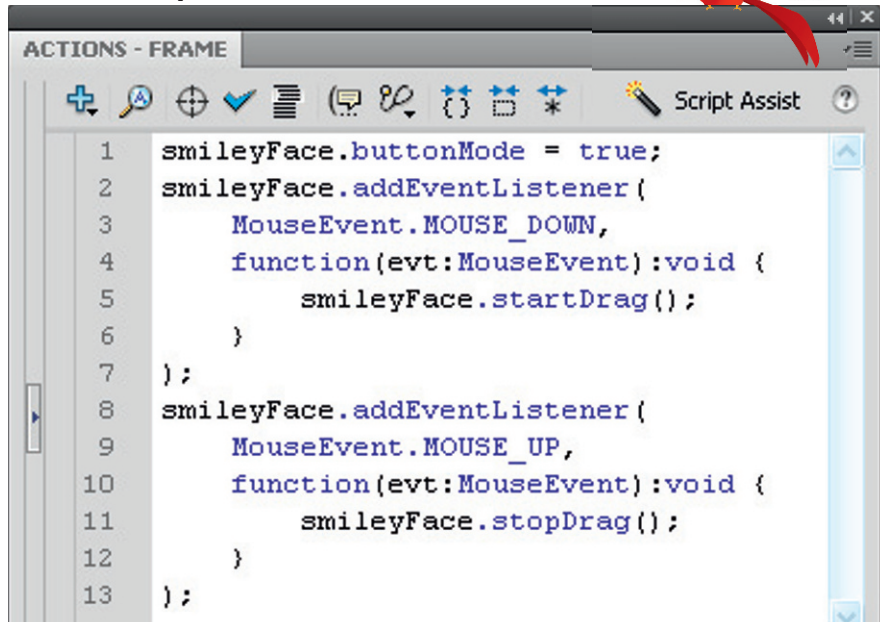 ACTIONS - FRAME
Script Assist
1 smileyFace.buttonMode = true;
2 smileyFace.addEventListener(
3 MouseEvent.MOUSE_DOWN,
4 function(evt:MouseEvent):void {
5 smileyFace.startDrag();
6 }
7 );
8 smileyFace.addEventListener(
9 MouseEvent.MOUSE_UP,
10 function(evt:MouseEvent):void {
11 smileyFace.stopDrag();
12 }
13 );